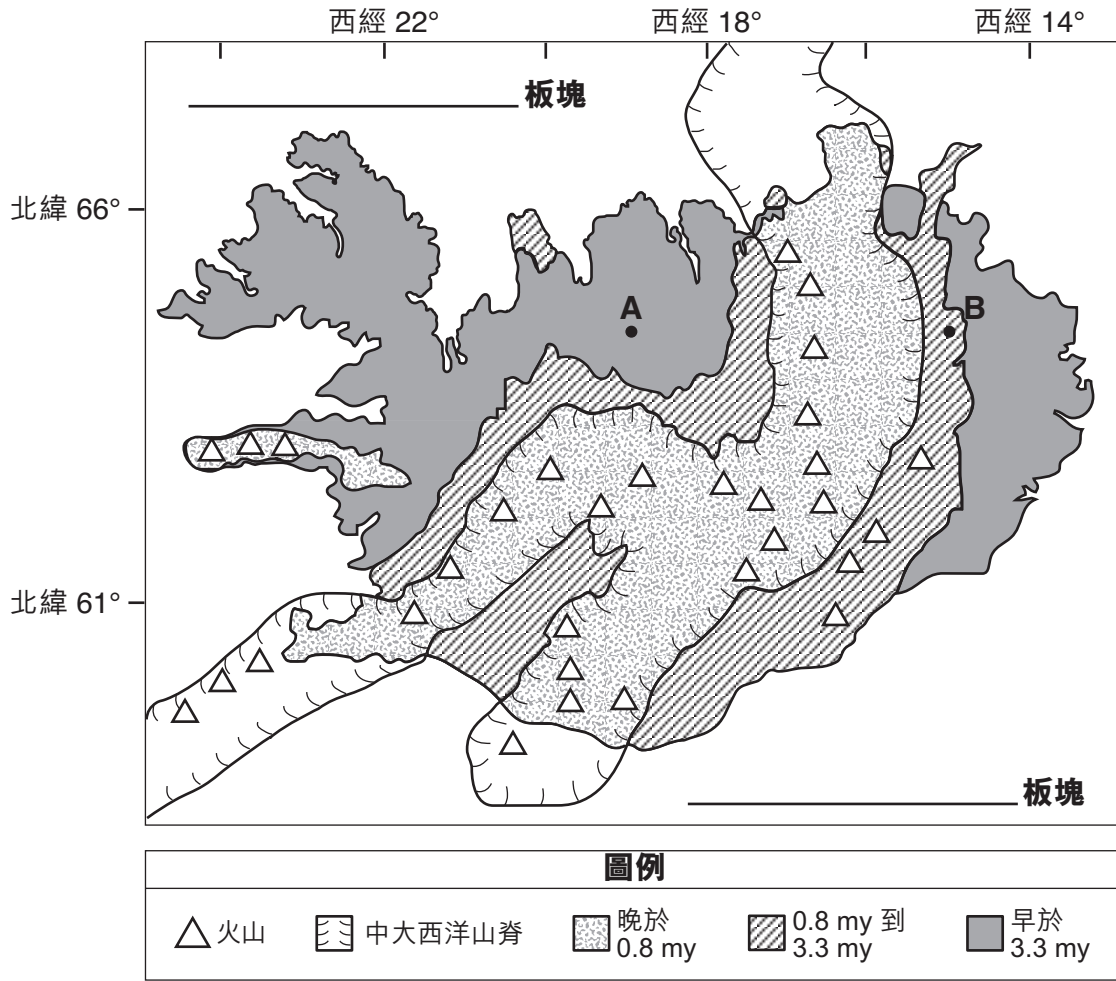 西經 22°
西經 18°
西經 14°
板塊
北緯 66°
A
B
北緯 61°
板塊
圖例
火山
中大西洋山脊
晚於
0.8 my
0.8 my 到
3.3 my
早於
3.3 my